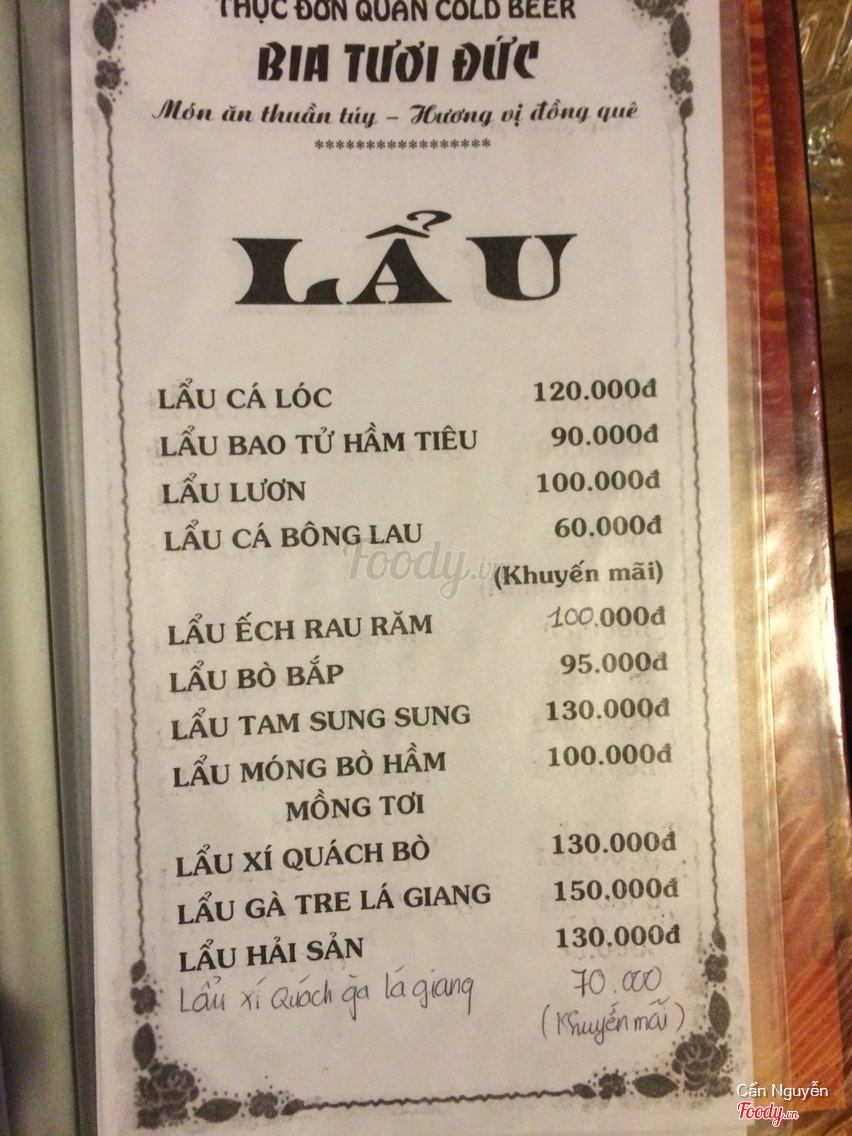 THỰC ĐƠN QUÁN COLD BEER
BIA TƯƠI ĐỨC
Món ăn thuần túy – Hương vị đồng quê
*****************
LẨU
LẨU CÁ LÓC 120.000đ
LẨU BAO TỬ HẦM TIÊU 90.000đ
LẨU LƯƠN 100.000đ
LẨU CÁ BÔNG LAU 60.000đ
(Khuyến mãi)
LẨU ẾCH RAU RĂM 100.000đ
LẨU BÒ BẮP 95.000đ
LẨU TAM SUNG SUNG 130.000đ
LẨU MÓNG BÒ HẦM 100.000đ
MỒNG TƠI
LẨU XÍ QUÁCH BÒ 130.000đ
LẨU GÀ TRE LÁ GIANG 150.000đ
LẨU HẢI SẢN 130.000đ
Lẩu xí quách gà lá giang 70.000
(Khuyến mãi)
Foody.vn
Cẩn Nguyễn
Foody.vn